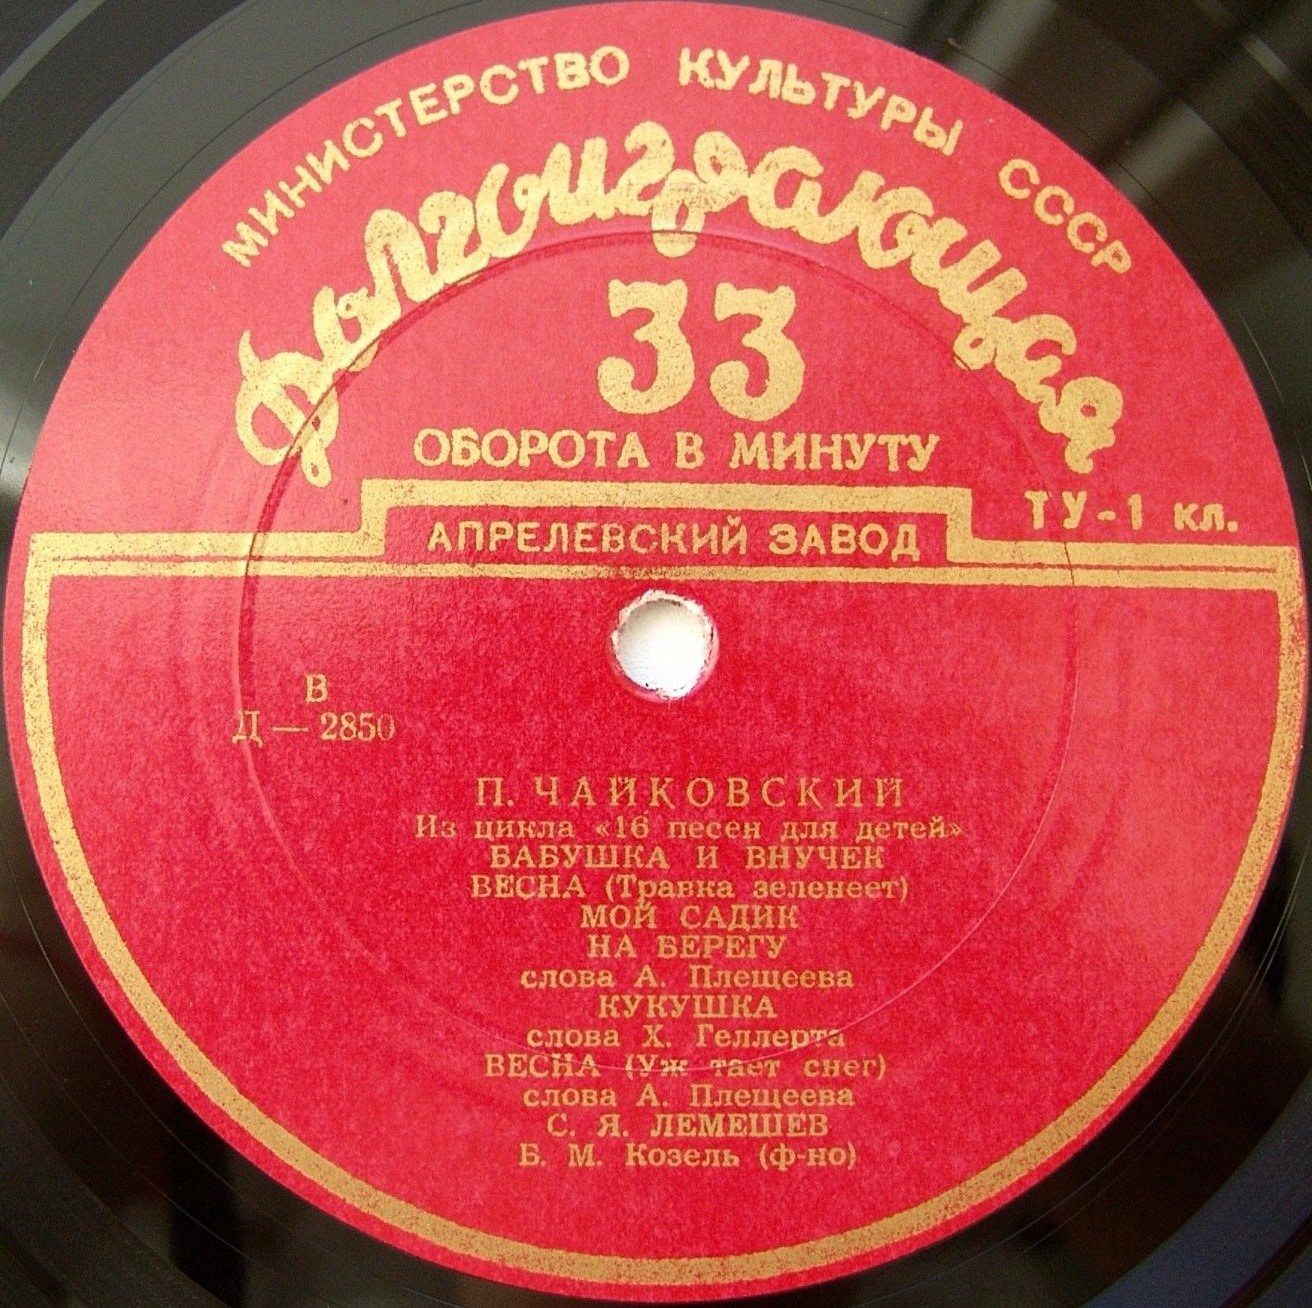 МИНИСТЕРСТВО КУЛЬТУРЫ СССР
Долгоиграющая
33
ОБОРОТА В МИНУТУ
АПРЕЛЕВСКИЙ ЗАВОД
ТУ-1 кл.
В
Д — 2850
П. ЧАЙКОВСКИЙ
Из цикла «16 песен для детей»
БАБУШКА И ВНУЧЕК
ВЕСНА (Травка зеленеет)
МОЙ САДИК
НА БЕРЕГУ
слова А. Плещеева
КУКУШКА
слова Х. Геллерта
ВЕСНА (Уж тает снег)
слова А. Плещеева
С. Я. ЛЕМЕШЕВ
Б. М. Козель (ф-но)